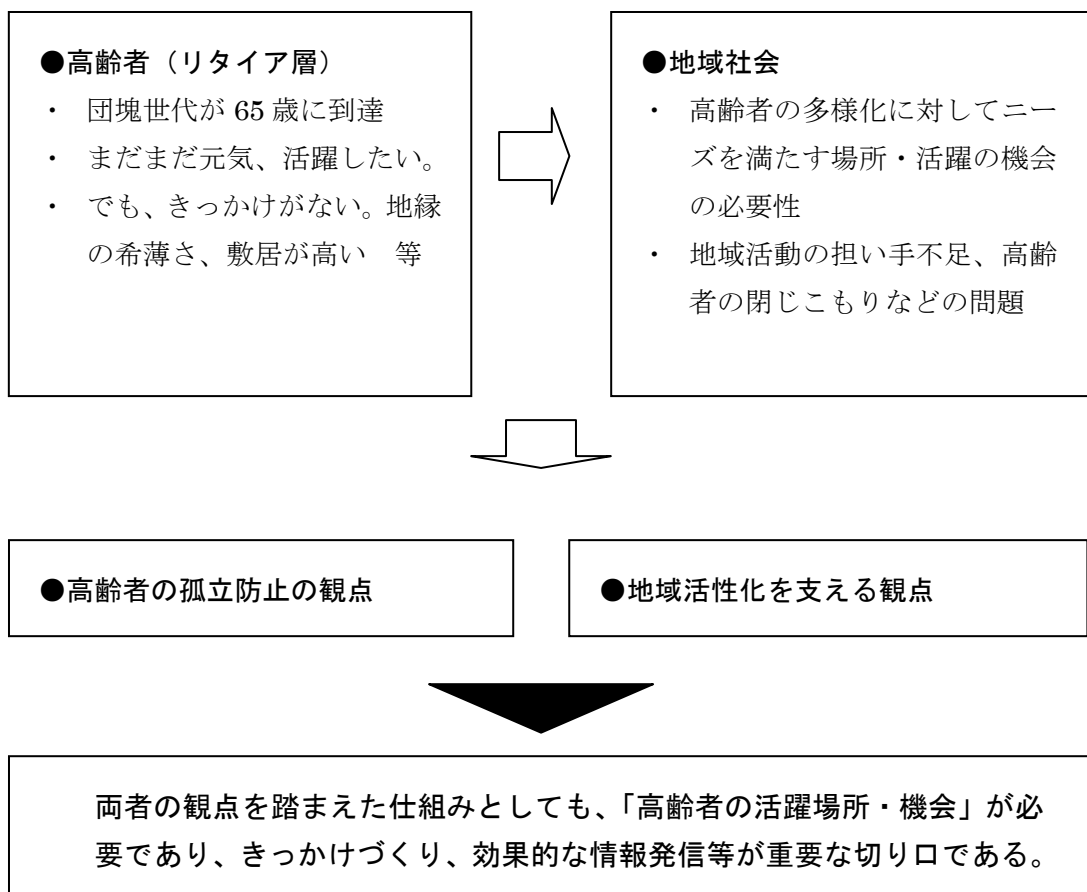 ●高齢者（リタイア層）
・ 団塊世代が 65 歳に到達
・ まだまだ元気、活躍したい。
・ でも、きっかけがない。地縁
の希薄さ、敷居が高い　等
●地域社会
・ 高齢者の多様化に対してニー
ズを満たす場所・活躍の機会
の必要性
・ 地域活動の担い手不足、高齢
者の閉じこもりなどの問題
●高齢者の孤立防止の観点
●地域活性化を支える観点
両者の観点を踏まえた仕組みとしても、「高齢者の活躍場所・機会」が必
要であり、きっかけづくり、効果的な情報発信等が重要な切り口である。